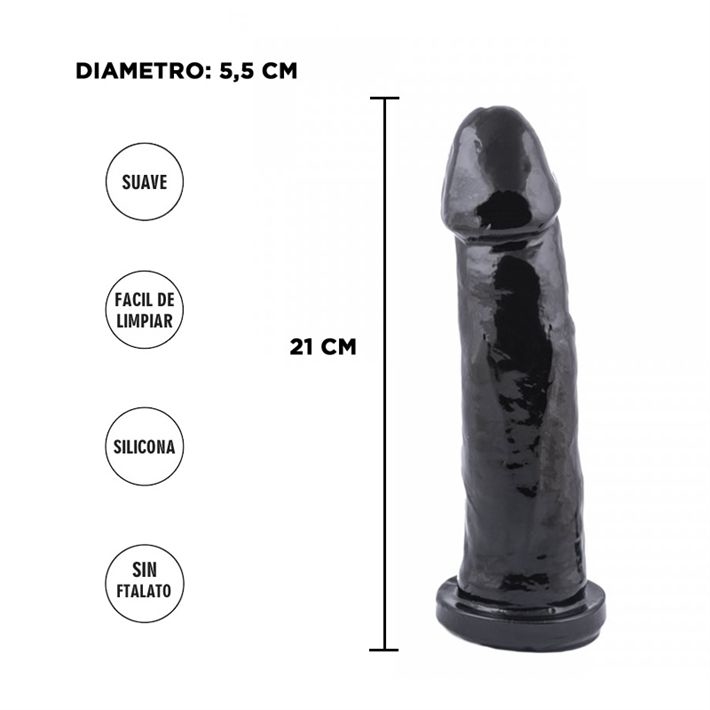 DIAMETRO: 5,5 CM
SUAVE
FACIL DE
LIMPIAR
21 CM
SILICONA
SIN
FTALATO